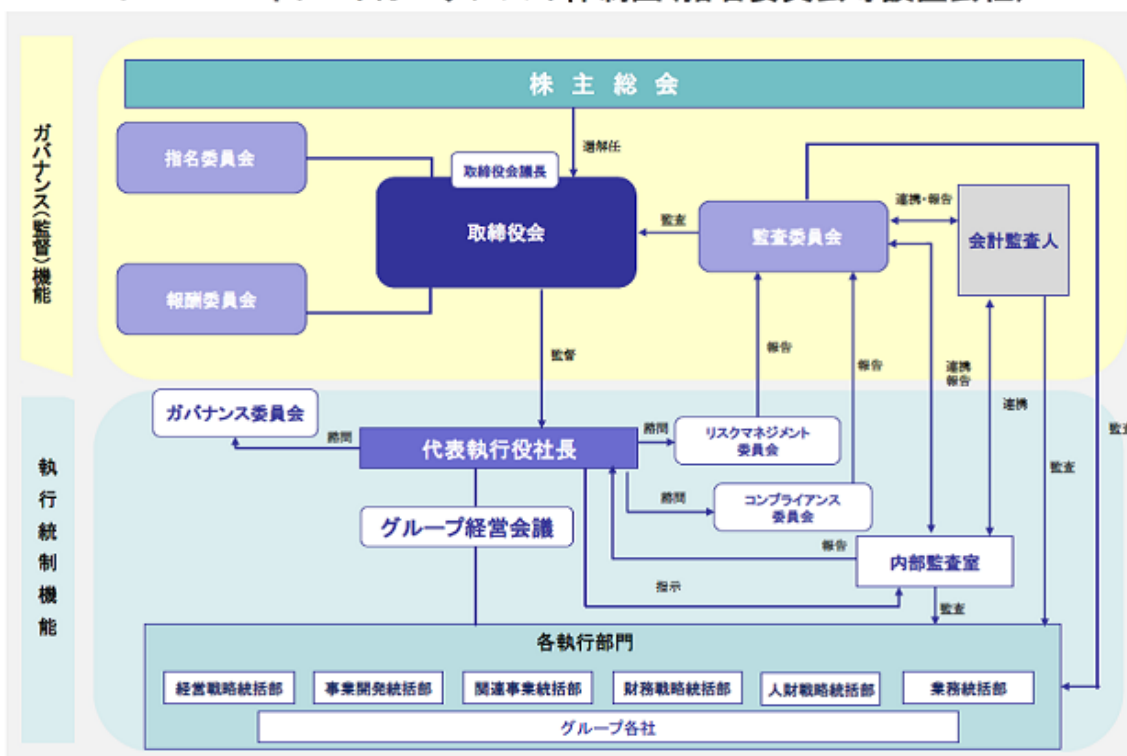 株主総会
選解任
指名委員会
取締役会議長
取締役会
監査
監査委員会
連携・報告
会計監査人
報酬委員会
ガバナンス(監督)機能
監督
報告
報告
連携
報告
連携
監査
監査
ガバナンス委員会
諮問
代表執行役社長
諮問
リスクマネジメント
委員会
諮問
コンプライアンス
委員会
グループ経営会議
報告
内部監査室
指示
監査
執行統制機能
各執行部門
経営戦略統括部
事業開発統括部
関連事業統括部
財務戦略統括部
人財戦略統括部
業務統括部
グループ各社